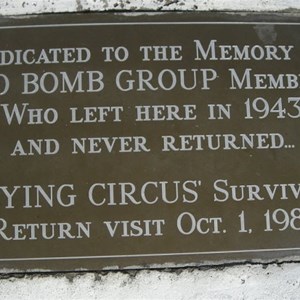 DICATED TO THE MEMORY
D BOMB GROUP MEMB
WHO LEFT HERE IN 1943
AND NEVER RETURNED...
YING CIRCUS' SURVIV
RETURN VISIT OCT. 1, 198